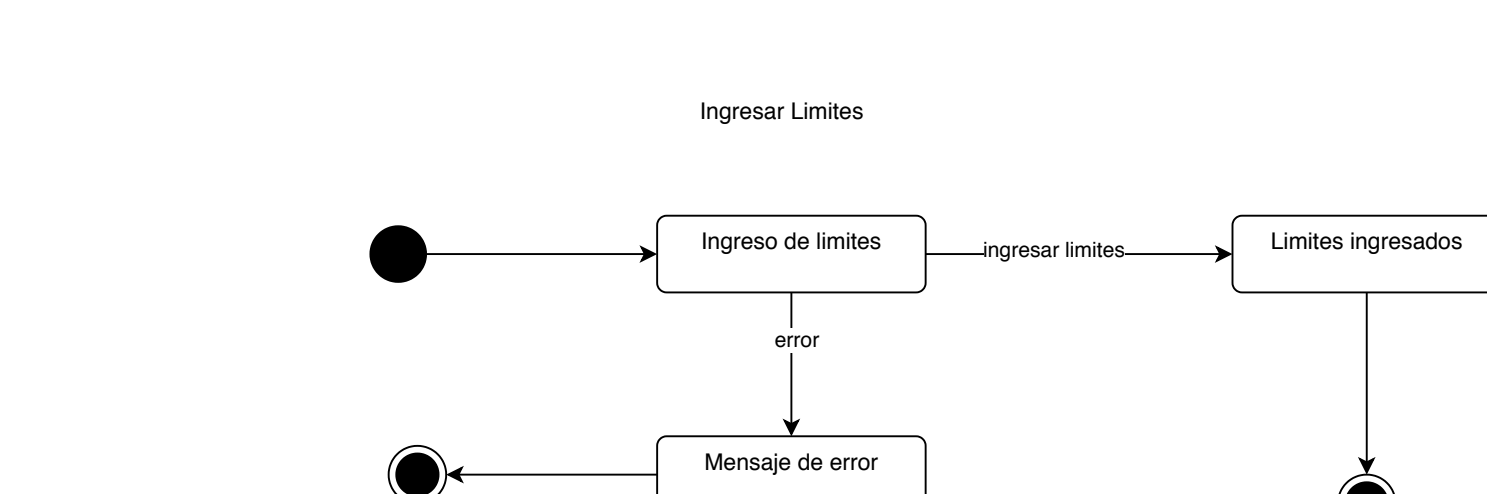 Ingresar Limites
Ingreso de limites
ingresar limites
Limites ingresados
error
Mensaje de error